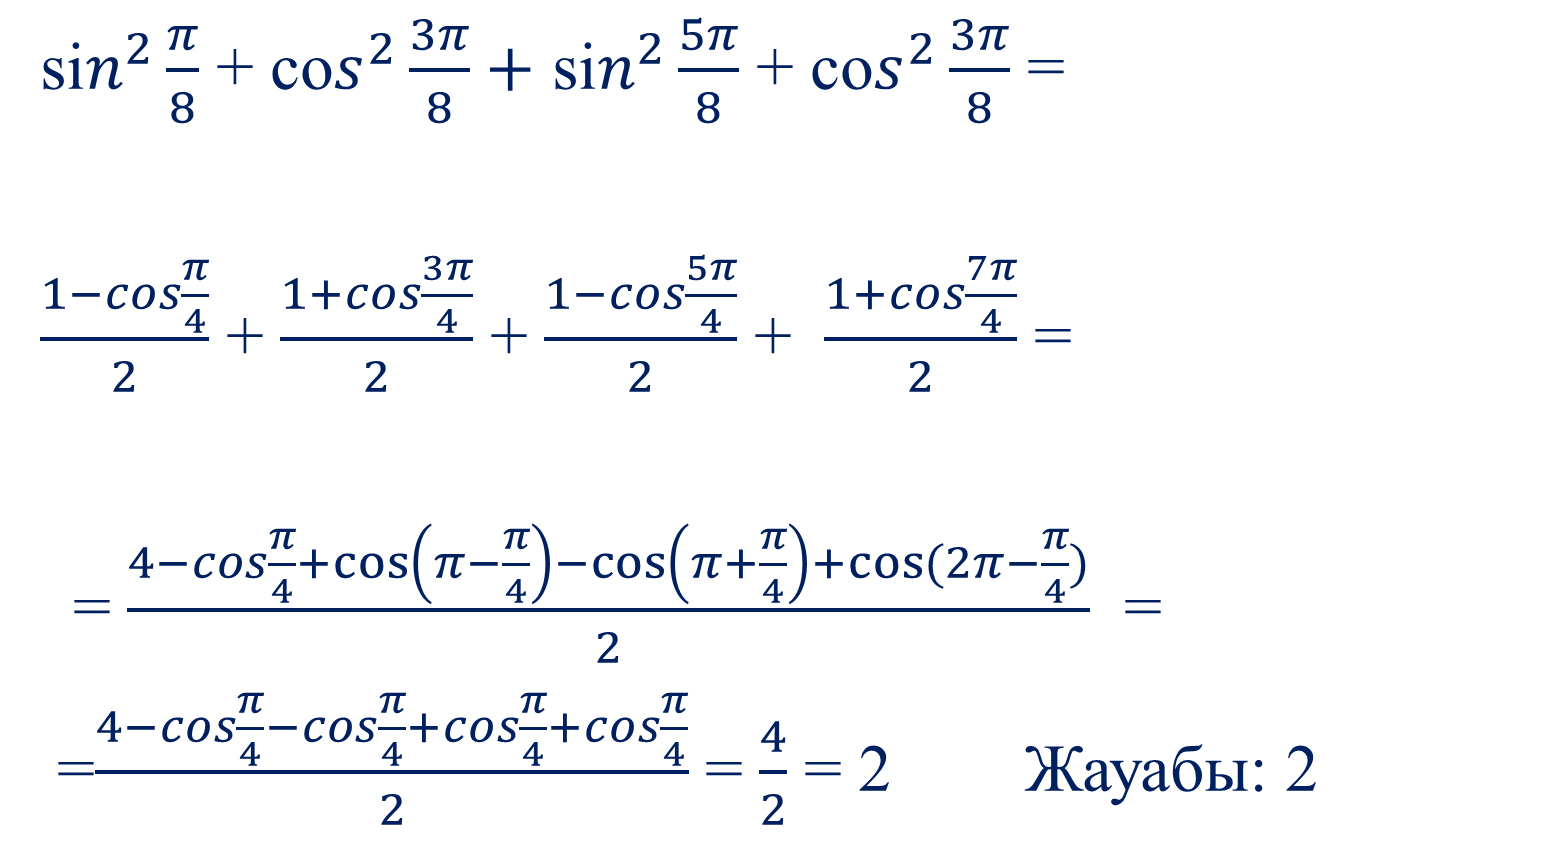 sin² π/8 + cos² 3π/8 + sin² 5π/8 + cos² 3π/8 =
(1−cos π/4)/2 + (1+cos 3π/4)/2 + (1−cos 5π/4)/2 + (1+cos 7π/4)/2 =
= (4−cos π/4+cos(π−π/4)−cos(π+π/4)+cos(2π−π/4))/2 =
= (4−cos π/4−cos π/4+cos π/4+cos π/4)/2 = 4/2 = 2 Жауабы: 2